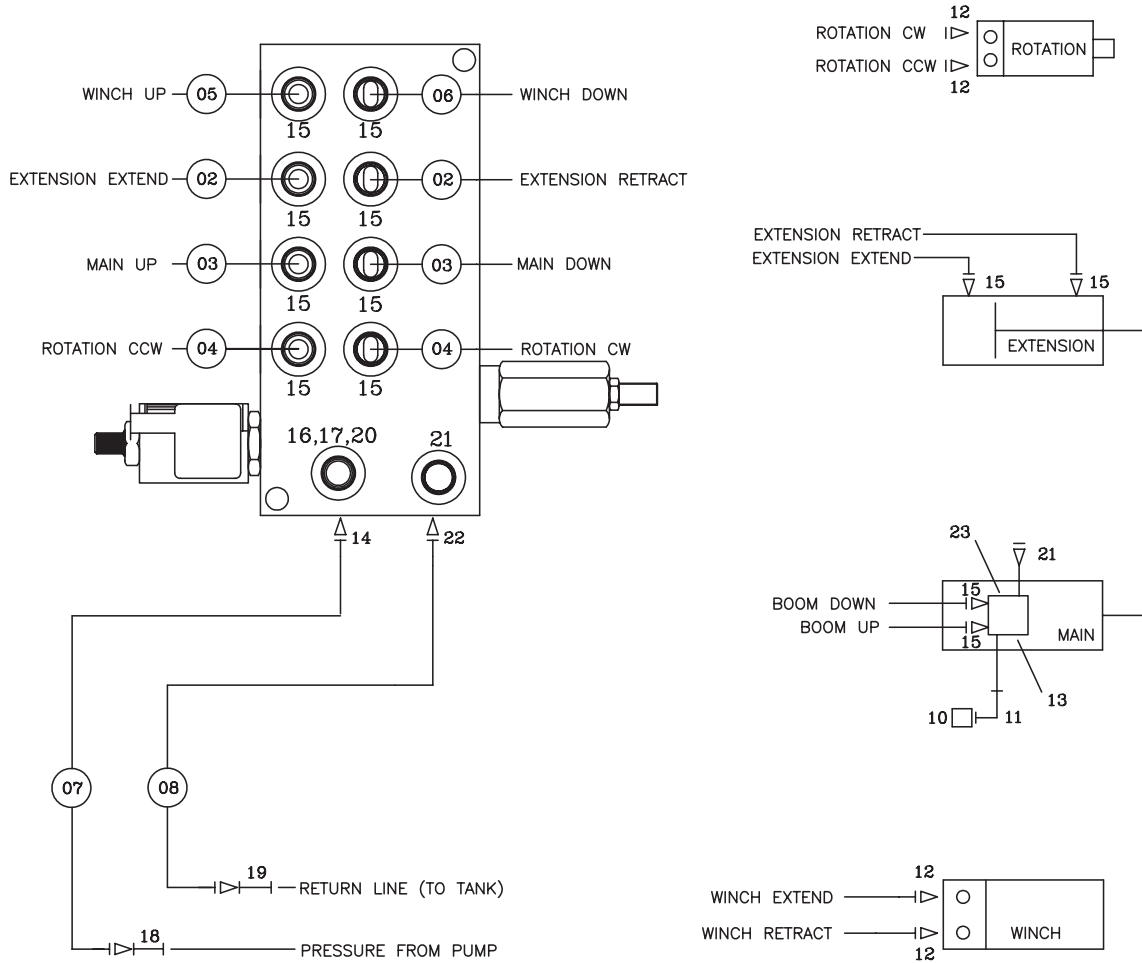 WINCH UP 05 06 WINCH DOWN
15 15
EXTENSION EXTEND 02 02 EXTENSION RETRACT
15 15
MAIN UP 03 03 MAIN DOWN
15 15
ROTATION CCW 04 04 ROTATION CW
15 15
16,17,20 21
14 22
07 08
19 RETURN LINE (TO TANK)
18 PRESSURE FROM PUMP
12
ROTATION CW
ROTATION
ROTATION CCW
12
EXTENSION RETRACT
EXTENSION EXTEND
15 15
EXTENSION
23 21
15
BOOM DOWN
BOOM UP
15
MAIN
13
10 11
12
WINCH EXTEND
WINCH RETRACT
WINCH
12